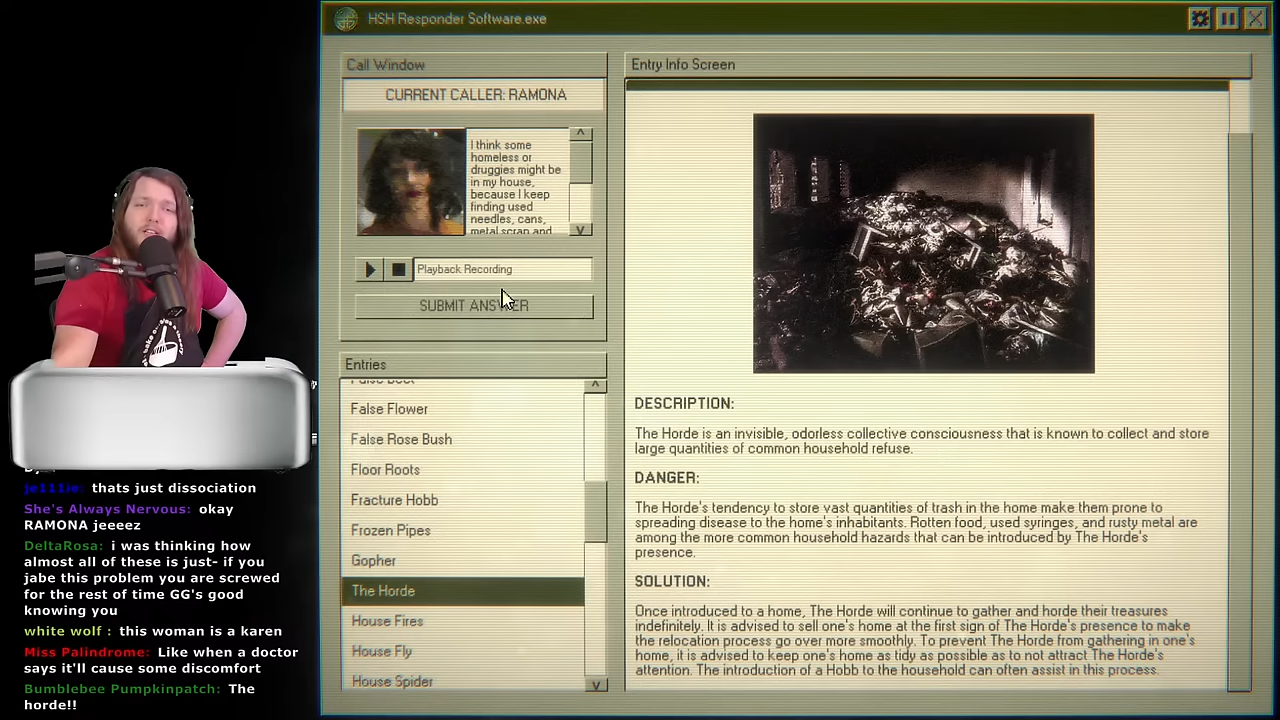 HSH Responder Software.exe
Call Window
CURRENT CALLER: RAMONA
I think some
homeless or
druggies might be
in my house,
because I keep
finding used
needles, cans,
metal scrap and
Playback Recording
SUBMIT ANSWER
Entries
False Flower
False Rose Bush
Floor Roots
Fracture Hobb
Frozen Pipes
Gopher
The Horde
House Fires
House Fly
House Spider
Entry Info Screen
DESCRIPTION:
The Horde is an invisible, odorless collective consciousness that is known to collect and store
large quantities of common household refuse.
DANGER:
The Horde's tendency to store vast quantities of trash in the home make them prone to
spreading disease to the home's inhabitants. Rotten food, used syringes, and rusty metal are
among the more common household hazards that can be introduced by The Horde's
presence.
SOLUTION:
Once introduced to a home, The Horde will continue to gather and horde their treasures
indefinitely. It is advised to sell one's home at the first sign of The Horde's presence to make
the relocation process go over more smoothly. To prevent The Horde from gathering in one's
home, it is advised to keep one's home as tidy as possible as to not attract The Horde's
attention. The introduction of a Hobb to the household can often assist in this process.
je111ie: thats just dissociation
She's Always Nervous: okay
RAMONA jeeeez
DeltaRosa: i was thinking how
almost all of these is just- if you
jabe this problem you are screwed
for the rest of time GG's good
knowing you
white wolf : this woman is a karen
Miss Palindrome: Like when a doctor
says it'll cause some discomfort
Bumblebee Pumpkinpatch: The
horde!!